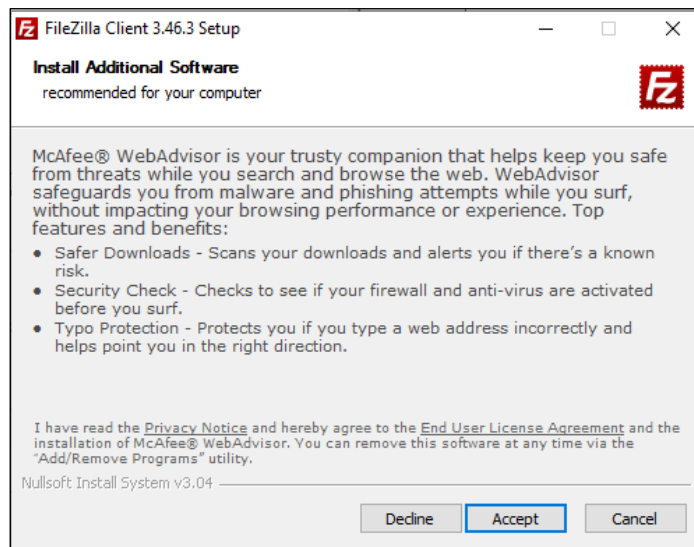 FileZilla Client 3.46.3 Setup
Install Additional Software
recommended for your computer
Fz
McAfee® WebAdvisor is your trusty companion that helps keep you safe
from threats while you search and browse the web. WebAdvisor
safeguards you from malware and phishing attempts while you surf,
without impacting your browsing performance or experience. Top
features and benefits:
● Safer Downloads - Scans your downloads and alerts you if there's a known
risk.
● Security Check - Checks to see if your firewall and anti-virus are activated
before you surf.
● Typo Protection - Protects you if you type a web address incorrectly and
helps point you in the right direction.
I have read the Privacy Notice and hereby agree to the End User License Agreement and the
installation of McAfee® WebAdvisor. You can remove this software at any time via the
"Add/Remove Programs" utility.
Nullsoft Install System v3.04
Decline Accept Cancel